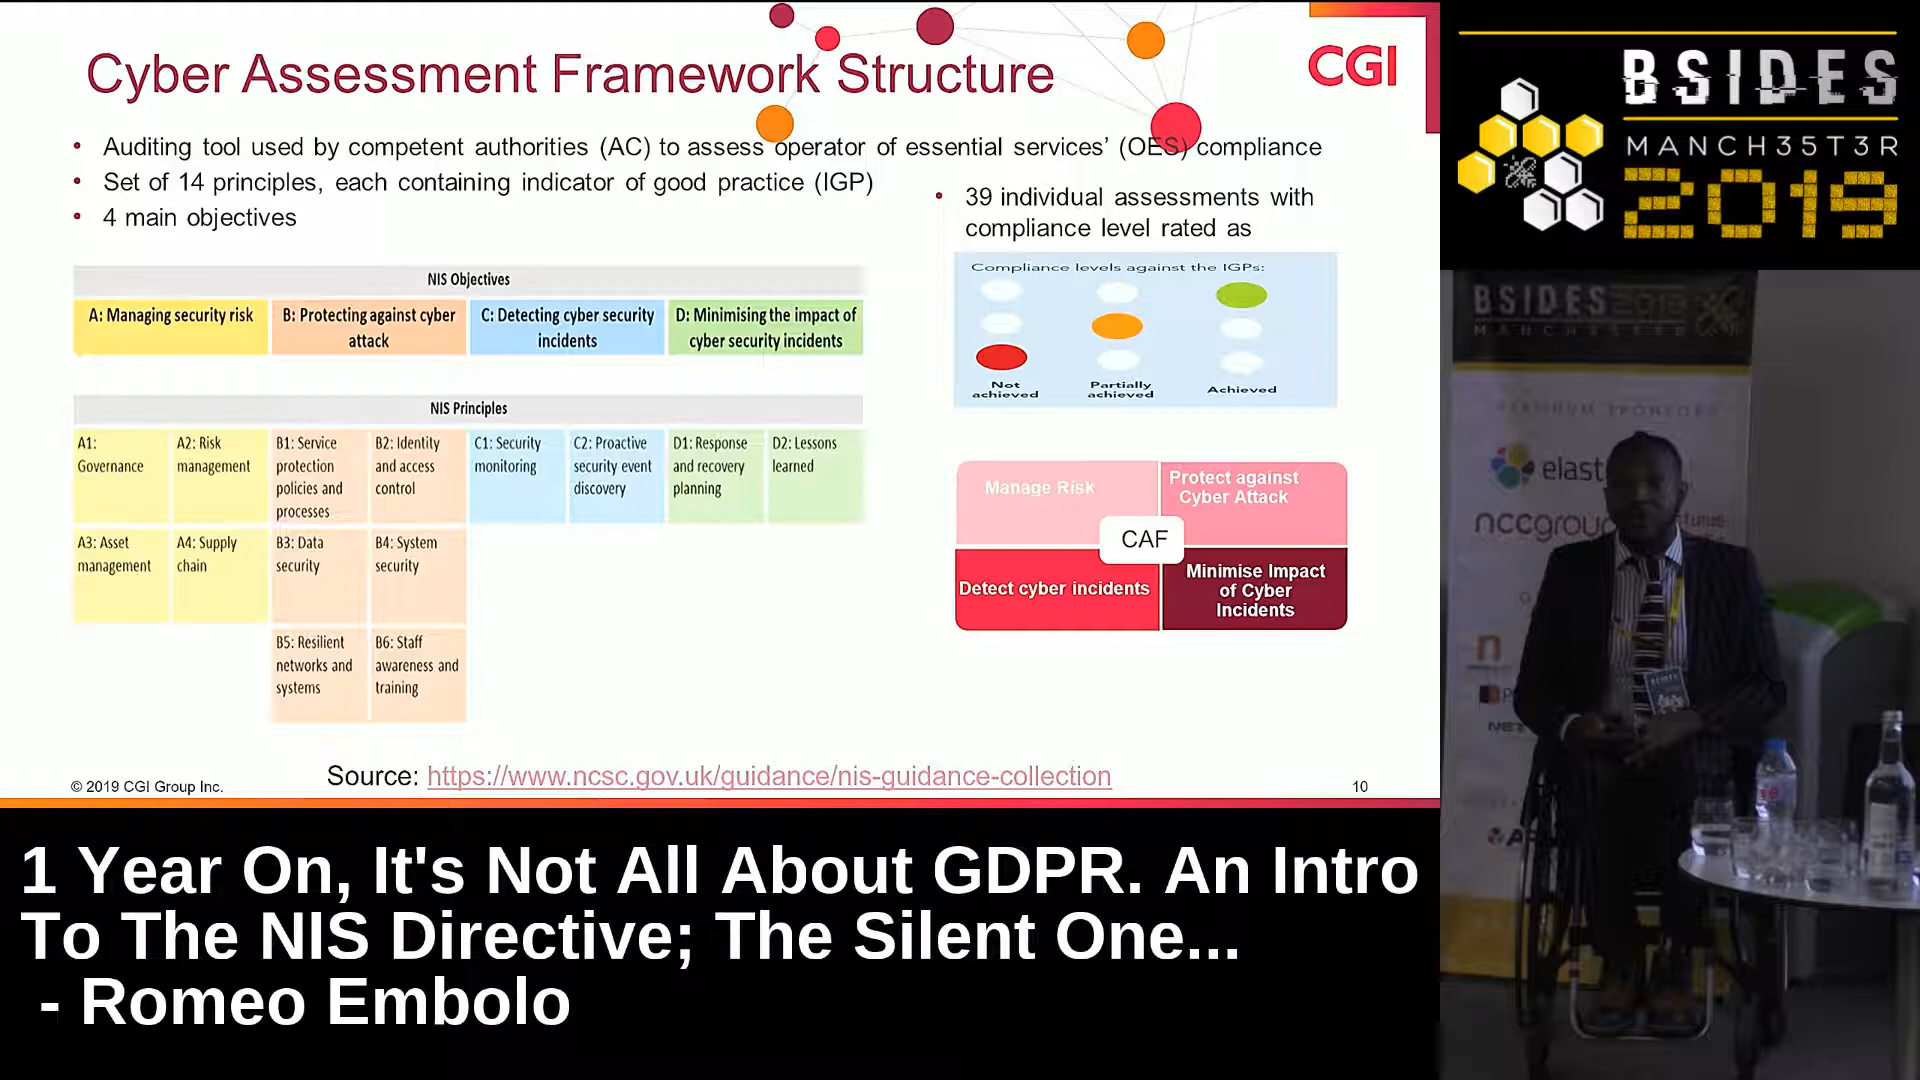 Cyber Assessment Framework Structure
CGI
• Auditing tool used by competent authorities (AC) to assess operator of essential services’ (OES) compliance
• Set of 14 principles, each containing indicator of good practice (IGP)
• 4 main objectives
• 39 individual assessments with
compliance level rated as
NIS Objectives
A: Managing security risk
B: Protecting against cyber
attack
C: Detecting cyber security
incidents
D: Minimising the impact of
cyber security incidents
NIS Principles
A1:
Governance
A2: Risk
management
B1: Service
protection
policies and
processes
B2: Identity
and access
control
C1: Security
monitoring
C2: Proactive
security event
discovery
D1: Response
and recovery
planning
D2: Lessons
learned
A3: Asset
management
A4: Supply
chain
B3: Data
security
B4: System
security
B5: Resilient
networks and
systems
B6: Staff
awareness and
training
Compliance levels against the IGPs:
Not
achieved
Partially
achieved
Achieved
Manage Risk
Protect against
Cyber Attack
CAF
Detect cyber incidents
Minimise Impact
of Cyber
Incidents
Source: https://www.ncsc.gov.uk/guidance/nis-guidance-collection
© 2019 CGI Group Inc.
10
1 Year On, It's Not All About GDPR. An Intro
To The NIS Directive; The Silent One...
- Romeo Embolo
BSIDES
MANCH35T3R
2019
BSIDES
PLATINUM SPONSORS
elast
nccgroup